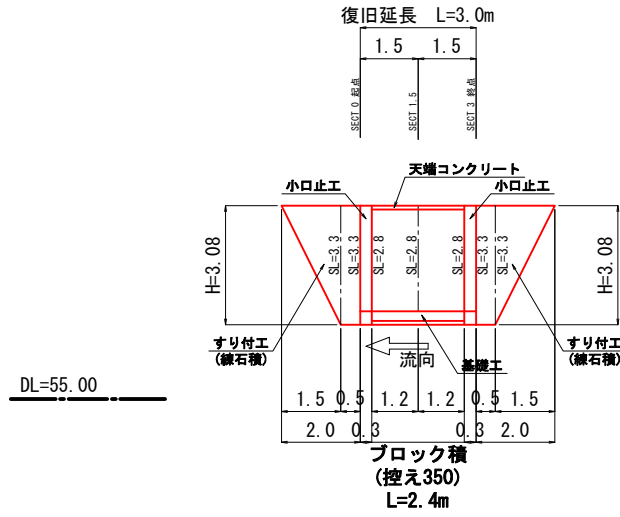 復旧延長 L=3.0m
1.5 1.5
SECT 0 起点
SECT 1.5
SECT 3 終点
天端コンクリート
小口止工 小口止工
H=3.08
SL=3.3
SL=3.3
SL=2.8
SL=2.8
SL=2.8
SL=3.3
SL=3.3
H=3.08
すり付工
(練石積)
流向
基礎工
すり付工
(練石積)
DL=55.00
1.5 0.5 1.2 1.2 0.5 1.5
2.0 0.3 0.3 2.0
ブロック積
(控え350)
L=2.4m